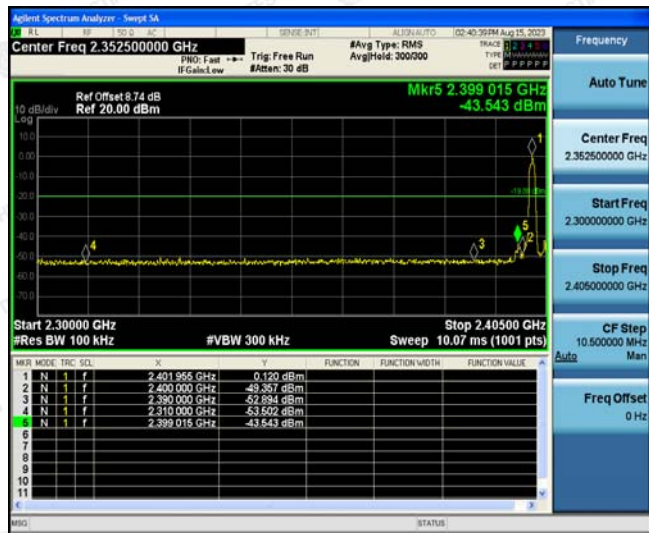 Agilent Spectrum Analyzer - Swept SA
RL RF 50 Ω AC SENSE:INT ALIGN AUTO 02:40:39 PM Aug 15, 2023
Center Freq 2.352500000 GHz
PNO: Fast
IFGain:Low
Trig: Free Run
#Atten: 30 dB
#Avg Type: RMS
Avg|Hold: 300/300
TRACE 1 2 3 4 5 6
TYPE M
DET P P P P P P
Ref Offset 8.74 dB
Ref 20.00 dBm
10 dB/div
Log
Mkr5 2.399 015 GHz
-43.543 dBm
10.0
0.00
-10.0
-20.0
-30.0
-40.0
-50.0
-60.0
-70.0
1
2
3
4
5
Start 2.30000 GHz Stop 2.40500 GHz
#Res BW 100 kHz #VBW 300 kHz Sweep 10.07 ms (1001 pts)
MKR MODE TRC SCL X Y FUNCTION FUNCTION WIDTH FUNCTION VALUE
1 N 1 f 2.401 955 GHz 0.120 dBm
2 N 1 f 2.400 000 GHz -49.357 dBm
3 N 1 f 2.390 000 GHz -52.894 dBm
4 N 1 f 2.310 000 GHz -53.502 dBm
5 N 1 f 2.399 015 GHz -43.543 dBm
6
7
8
9
10
11
MSG STATUS
Frequency
Auto Tune
Center Freq
2.352500000 GHz
Start Freq
2.300000000 GHz
Stop Freq
2.405000000 GHz
CF Step
10.500000 MHz
Auto Man
Freq Offset
0 Hz